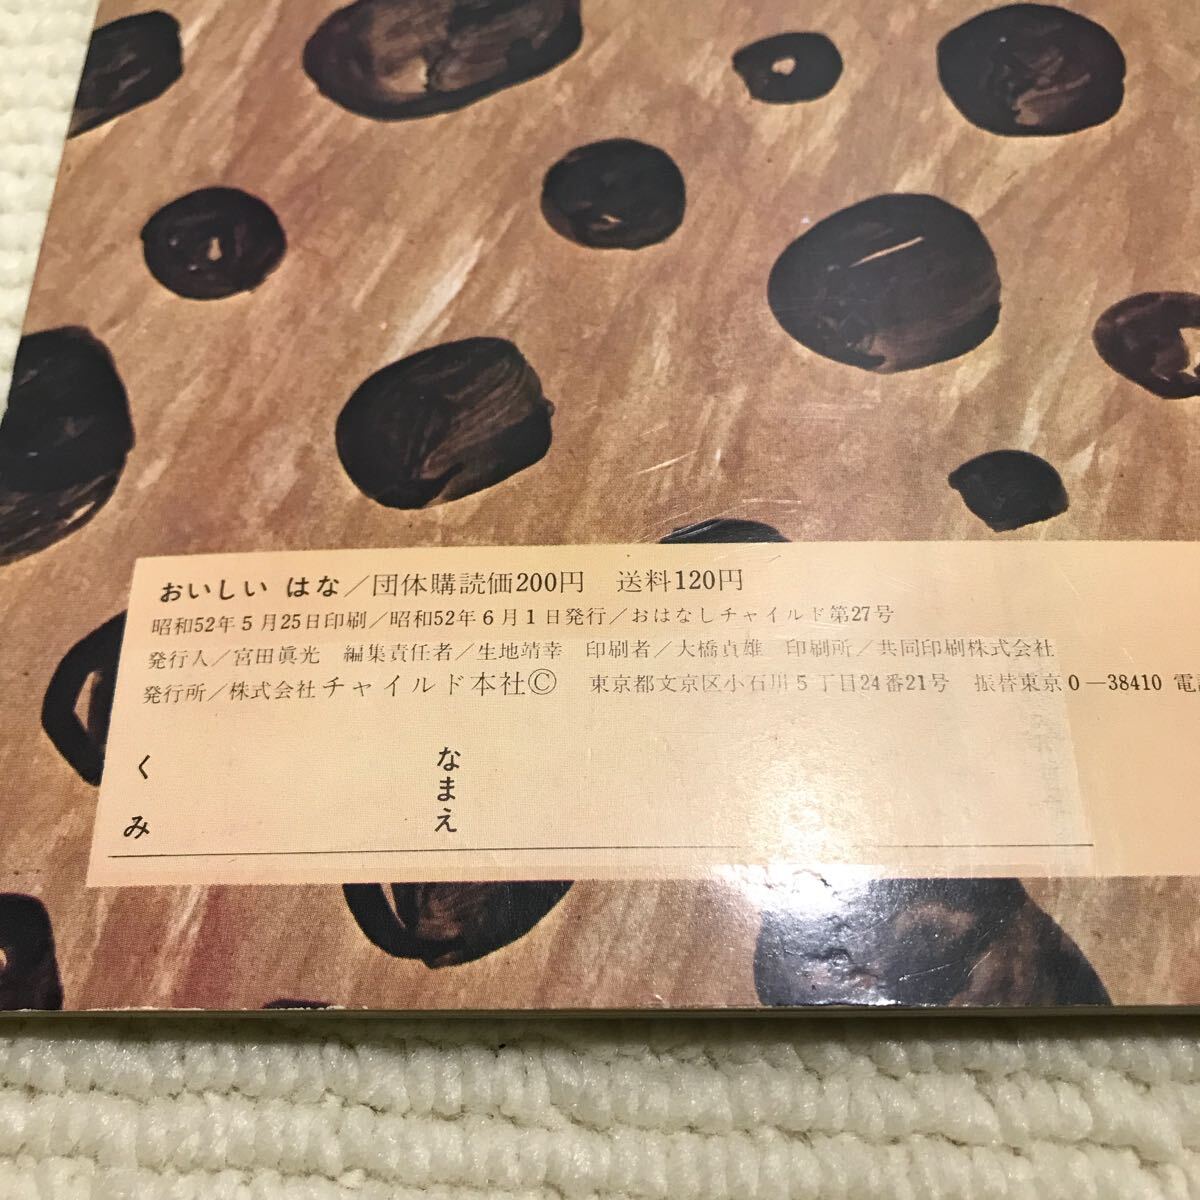 おいしい はな／団体購読価200円　送料120円
昭和52年5月25日印刷／昭和52年6月1日発行／おはなしチャイルド第27号
発行人／宮田眞光　編集責任者／生地靖幸　印刷者／大橋貞雄　印刷所／共同印刷株式会社
発行所／株式会社チャイルド本社©　東京都文京区小石川5丁目24番21号　振替東京0—38410 電
くみ
なまえ